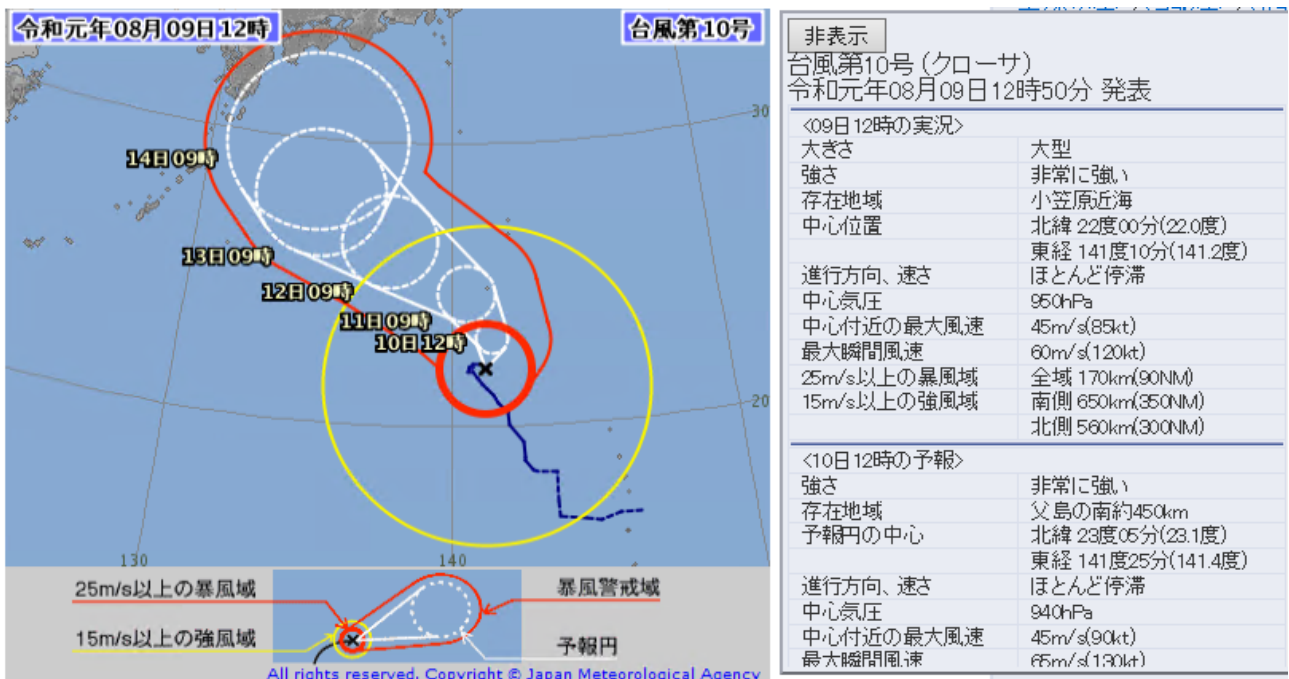 令和元年08月09日12時
台風第10号
30
14日09時
13日09時
12日09時
11日09時
10日12時
20
130
140
25m/s以上の暴風域
暴風警戒域
15m/s以上の強風域
予報円
All rights reserved. Copyright © Japan Meteorological Agency
非表示
台風第10号 (クローサ)
令和元年08月09日12時50分 発表
<09日12時の実況>
大きさ 大型
強さ 非常に強い
存在地域 小笠原近海
中心位置 北緯 22度00分(22.0度)
東経 141度10分(141.2度)
進行方向、速さ ほとんど停滞
中心気圧 950hPa
中心付近の最大風速 45m/s(85kt)
最大瞬間風速 60m/s(120kt)
25m/s以上の暴風域 全域 170km(90NM)
15m/s以上の強風域 南側 650km(350NM)
北側 560km(300NM)
<10日12時の予報>
強さ 非常に強い
存在地域 父島の南約450km
予報円の中心 北緯 23度05分(23.1度)
東経 141度25分(141.4度)
進行方向、速さ ほとんど停滞
中心気圧 940hPa
中心付近の最大風速 45m/s(90kt)
最大瞬間風速 65m/s(130kt)